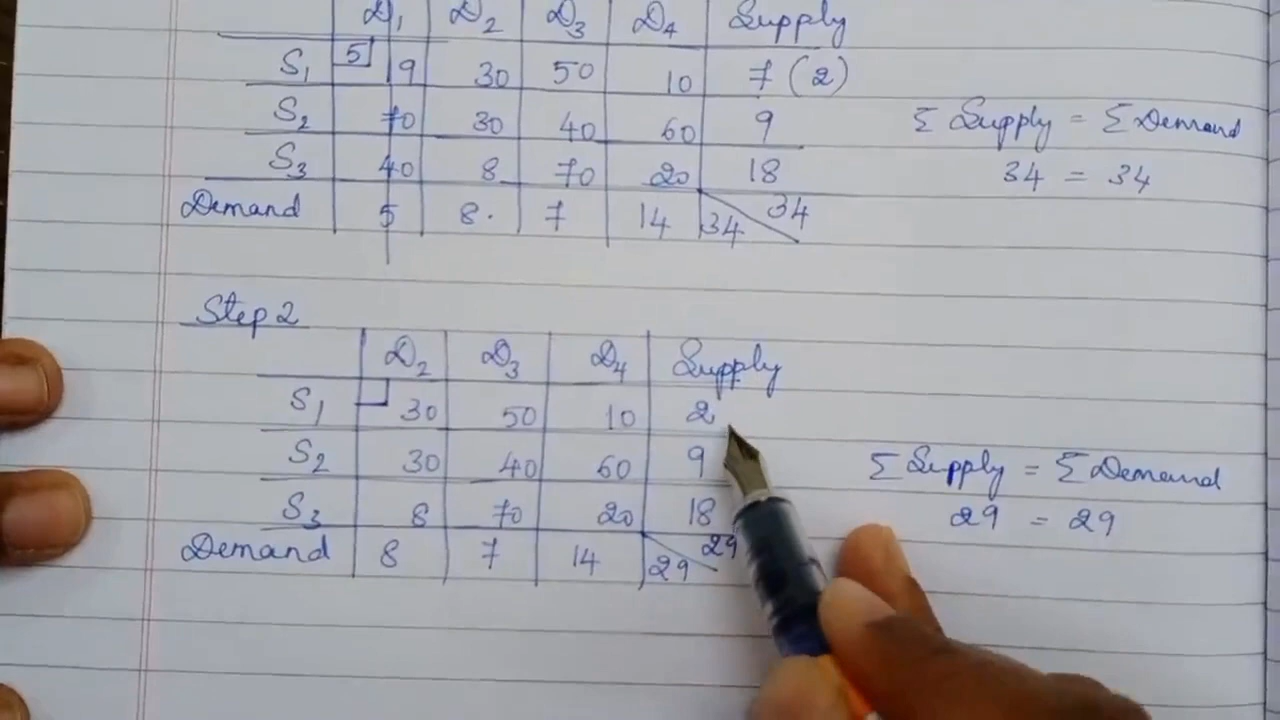 D1 D2 D3 D4 Supply
S1 5 9 30 50 10 7 (2)
S2 70 30 40 60 9
S3 40 8 70 20 18
Demand 5 8. 7 14 34 34
Σ Supply = Σ Demand
34 = 34
Step 2
D2 D3 D4 Supply
S1 30 50 10 2
S2 30 40 60 9
S3 8 70 20 18
Demand 8 7 14 29 29
Σ Supply = Σ Demand
29 = 29